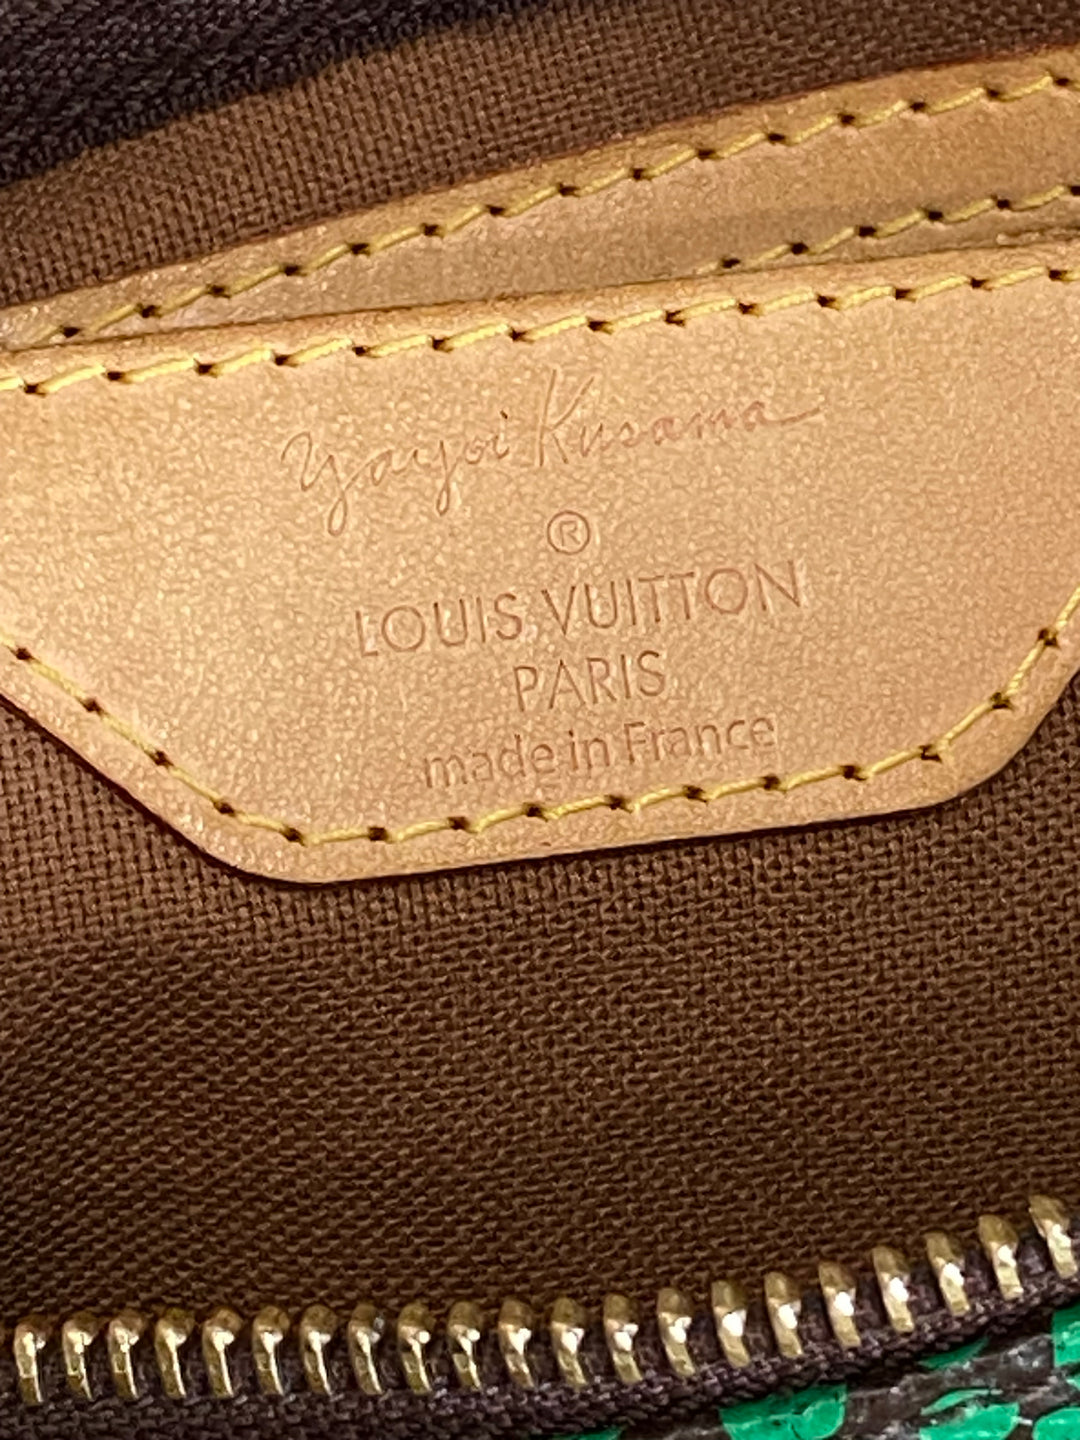 Yayoi Kusama
®
LOUIS VUITTON
PARIS
made in France